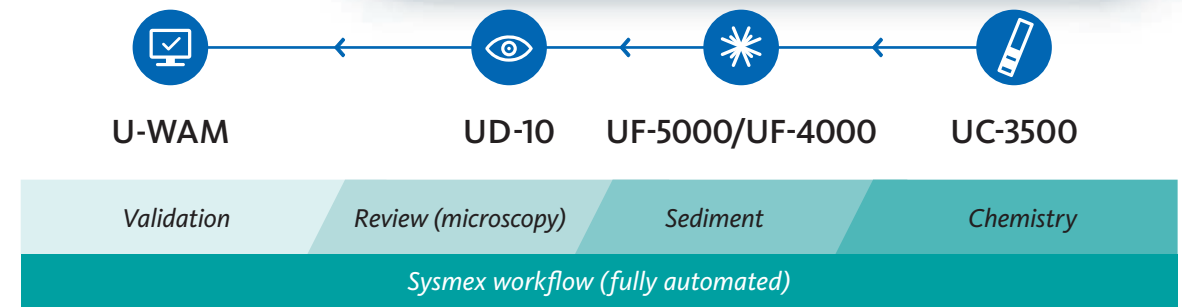 U-WAM UD-10 UF-5000/UF-4000 UC-3500
Validation Review (microscopy) Sediment Chemistry
Sysmex workflow (fully automated)